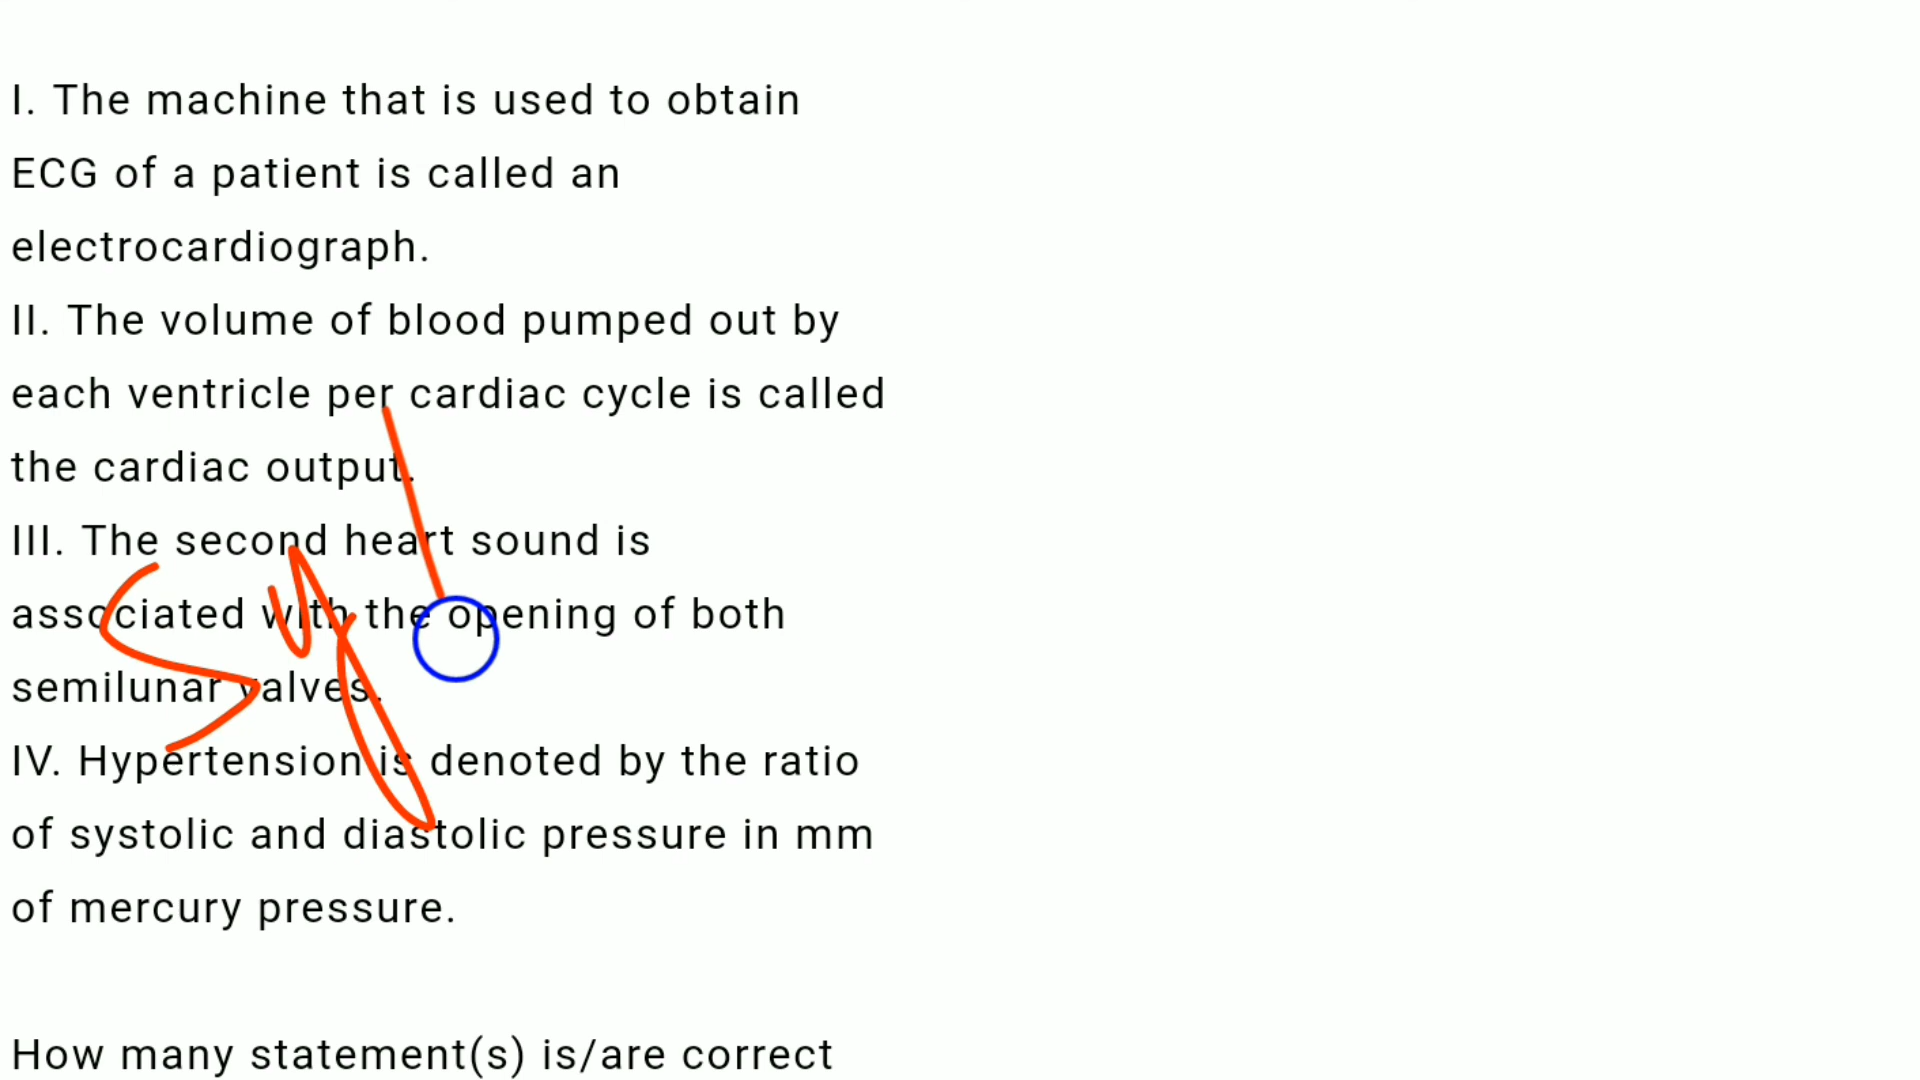 I. The machine that is used to obtain
ECG of a patient is called an
electrocardiograph.
II. The volume of blood pumped out by
each ventricle per cardiac cycle is called
the cardiac output.
III. The second heart sound is
associated with the opening of both
semilunar valves.
IV. Hypertension is denoted by the ratio
of systolic and diastolic pressure in mm
of mercury pressure.
How many statement(s) is/are correct